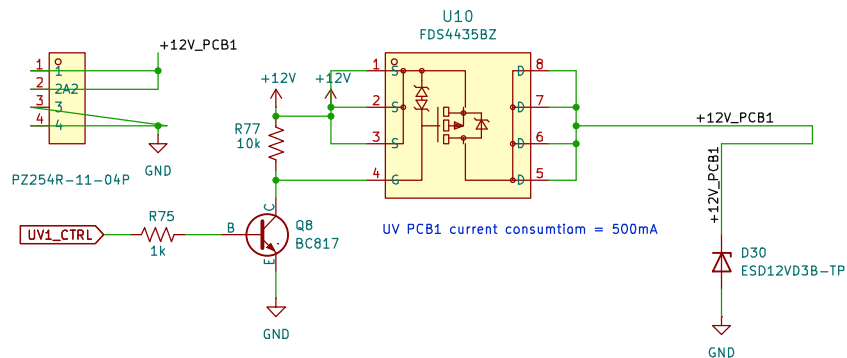 U10
FDS4435BZ
+12V_PCB1
1
1
2
2A2
3
3
4
4
GND
PZ254R-11-04P
+12V
+12V
R77
10k
1
S
2
S
3
S
4
G
8
D
7
D
6
D
5
D
+12V_PCB1
+12V_PCB1
UV1_CTRL
R75
1k
B
C
E
Q8
BC817
GND
UV PCB1 current consumtiom = 500mA
D30
ESD12VD3B-TP
GND